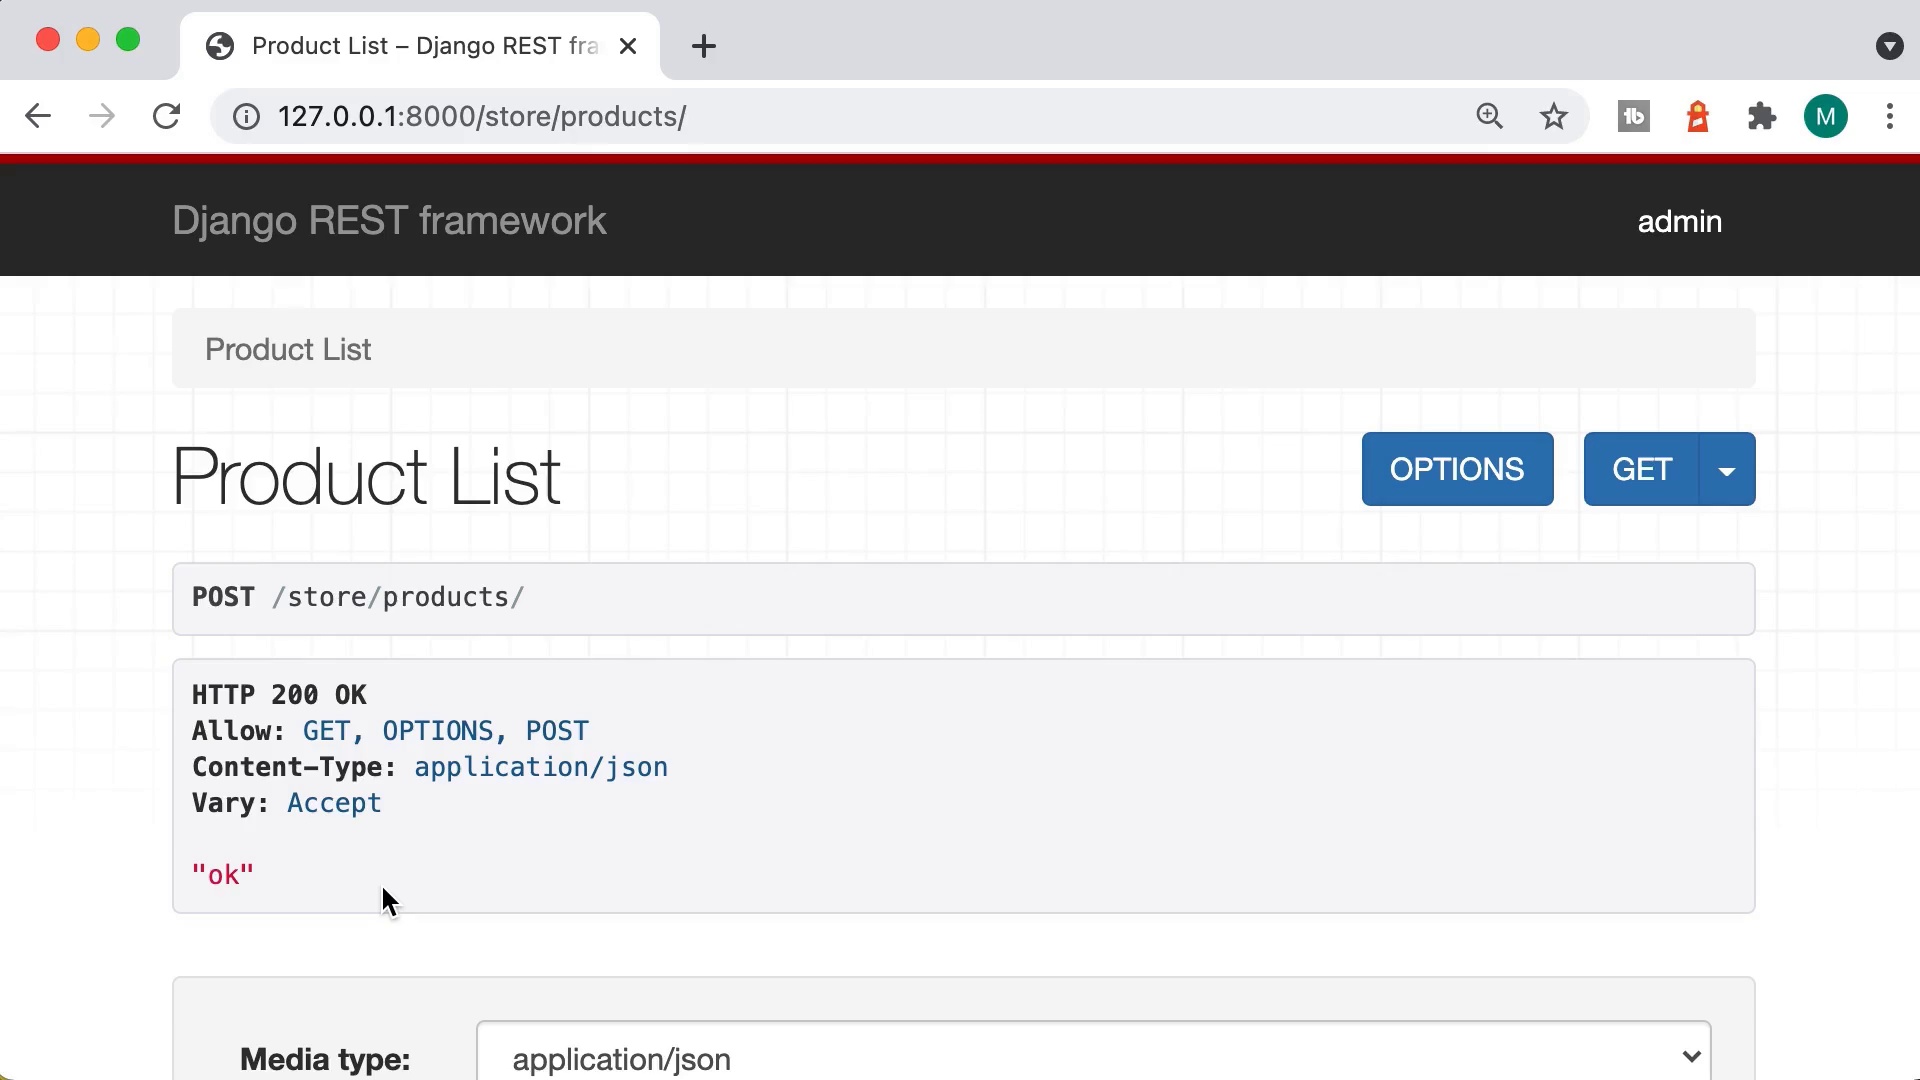 Product List – Django REST fra
127.0.0.1:8000/store/products/
M
Django REST framework
admin
Product List
Product List
OPTIONS
GET
POST /store/products/
HTTP 200 OK
Allow: GET, OPTIONS, POST
Content-Type: application/json
Vary: Accept
"ok"
Media type:
application/json